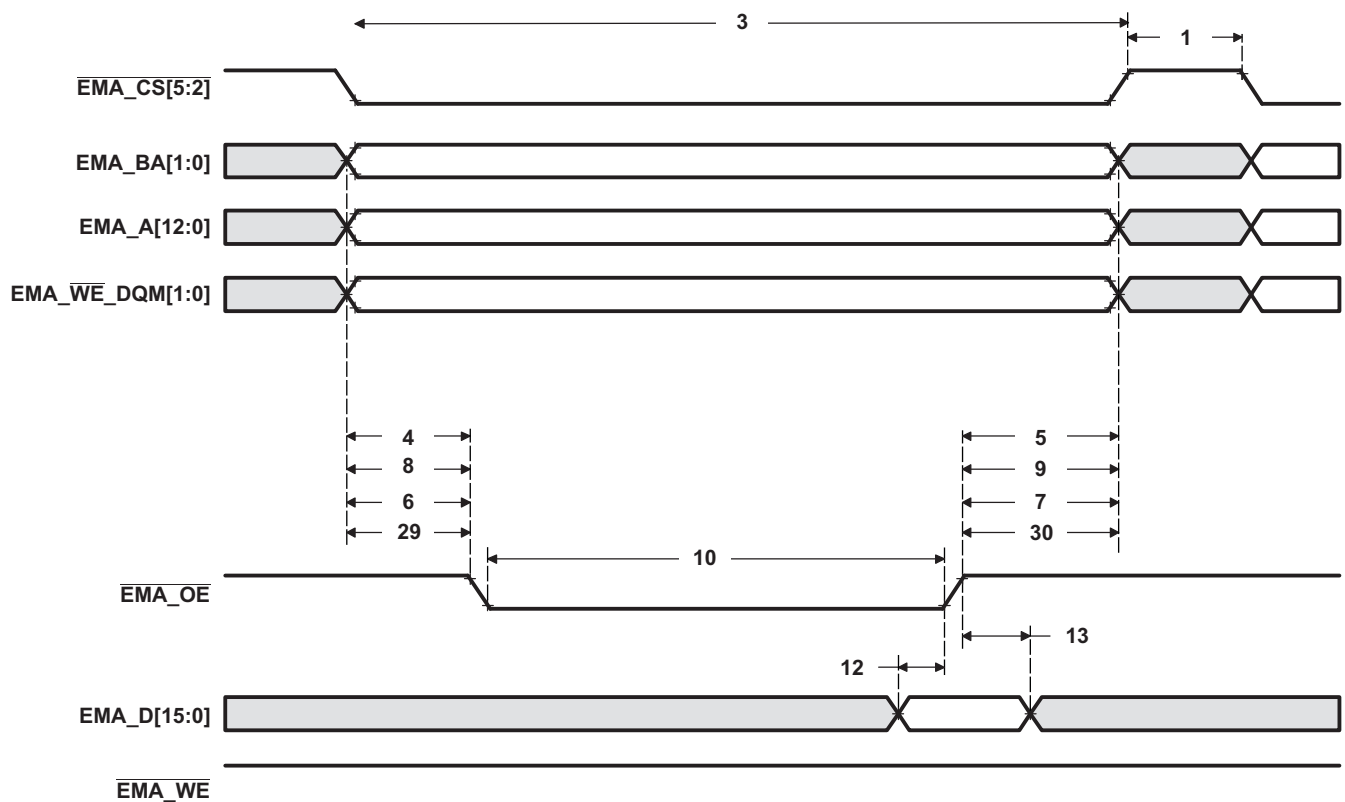 3
1
EMA_CS[5:2]
EMA_BA[1:0]
EMA_A[12:0]
EMA_WE_DQM[1:0]
4 5
8 9
6 7
29 30
10
EMA_OE
13
12
EMA_D[15:0]
EMA_WE